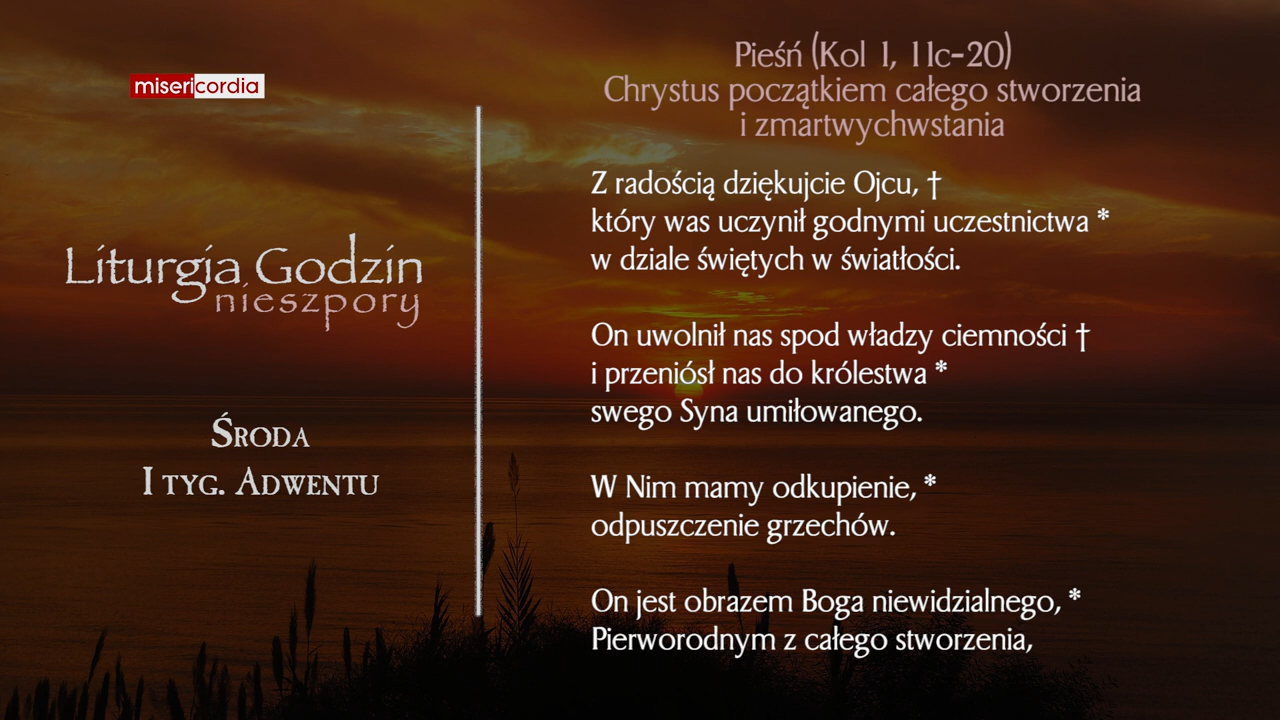 misericordia
Liturgia Godzin
nieszpory
Środa
I tyg. Adwentu
Pieśń (Kol 1, 11c-20)
Chrystus początkiem całego stworzenia
i zmartwychwstania
Z radością dziękujcie Ojcu, †
który was uczynił godnymi uczestnictwa *
w dziale świętych w światłości.
On uwolnił nas spod władzy ciemności †
i przeniósł nas do królestwa *
swego Syna umiłowanego.
W Nim mamy odkupienie, *
odpuszczenie grzechów.
On jest obrazem Boga niewidzialnego, *
Pierworodnym z całego stworzenia,